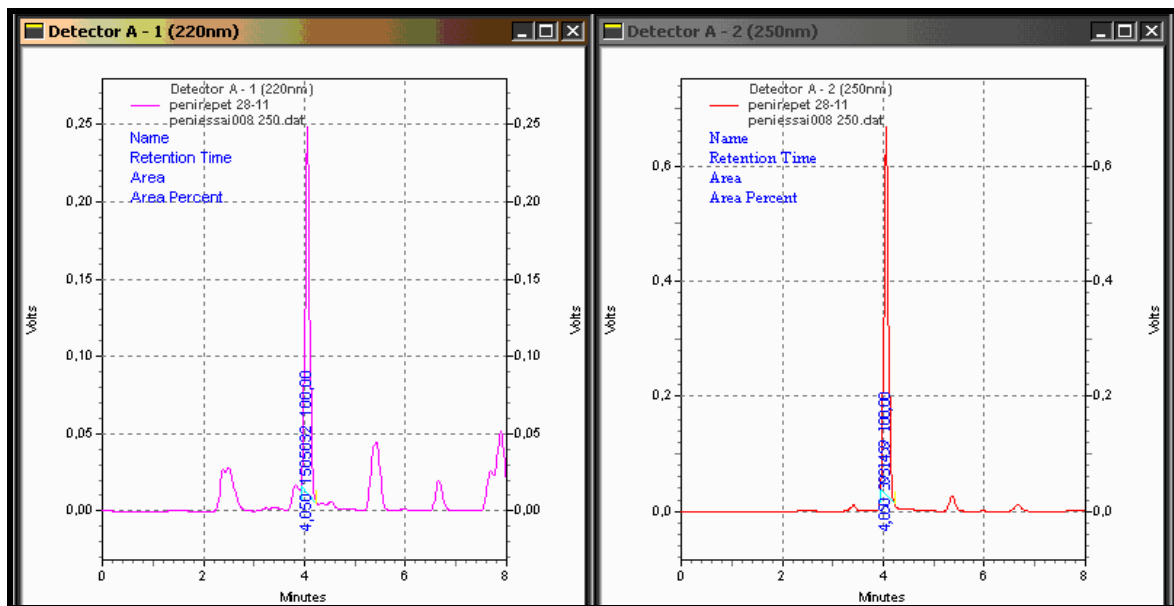 Detector A - 1 (220nm)
Detector A - 1 (220nm)
penirepet 28-11
peniessai008 250.dat
Name
Retention Time
Area
Area Percent
0,25
0,20
0,15
0,10
0,05
0,00
0,25
0,20
0,15
0,10
0,05
0,00
Volts
Volts
4,050 1505032 100,00
0
2
4
6
8
Minutes
Detector A - 2 (250nm)
Detector A - 2 (250nm)
penirepet 28-11
peniessai008 250.dat
Name
Retention Time
Area
Area Percent
0,6
0,4
0,2
0,0
0,6
0,4
0,2
0,0
Volts
Volts
4,050 100,00
0
2
4
6
8
Minutes